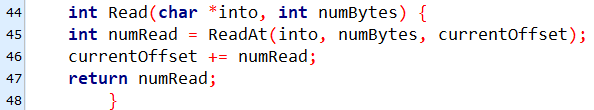 44 int Read(char *into, int numBytes) {
45 int numRead = ReadAt(into, numBytes, currentOffset);
46 currentOffset += numRead;
47 return numRead;
48 }